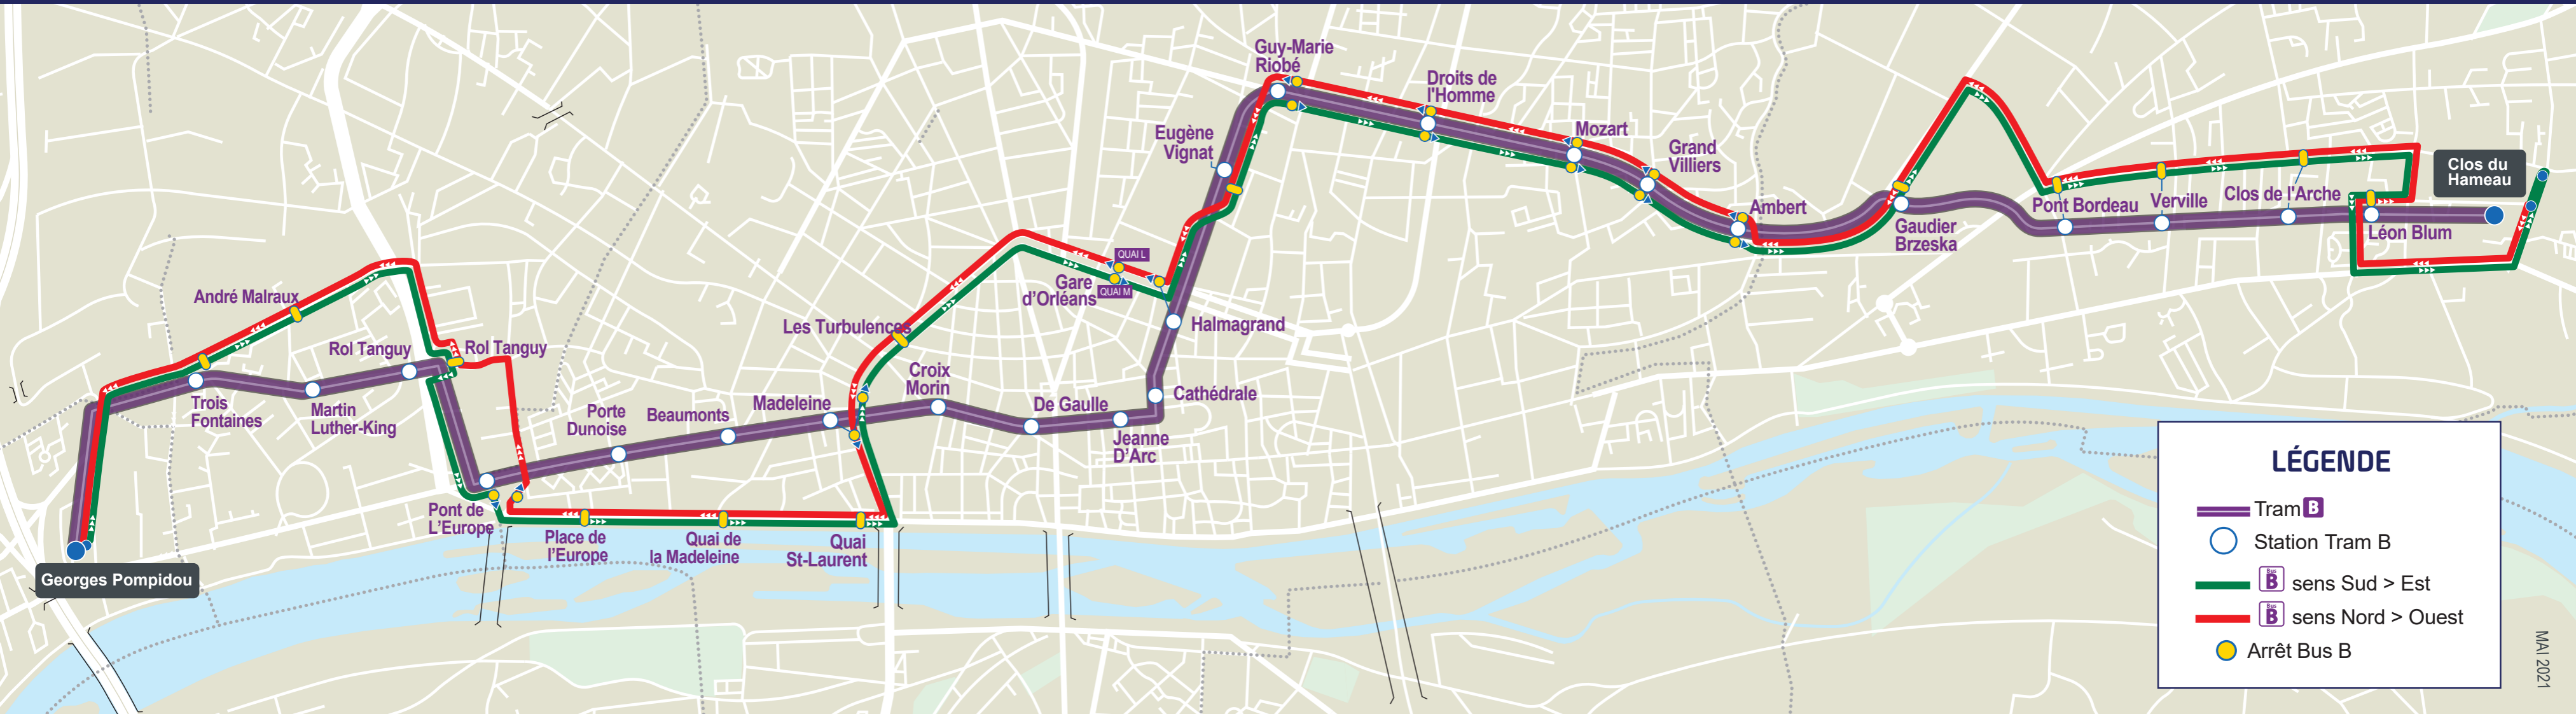 Georges Pompidou
André Malraux
Trois
Fontaines
Martin
Luther-King
Rol Tanguy
Rol Tanguy
Pont de
L'Europe
Place de
l'Europe
Quai de
la Madeleine
Quai
St-Laurent
Porte
Dunoise
Beaumonts
Madeleine
Les Turbulences
Croix
Morin
De Gaulle
Jeanne
D'Arc
Cathédrale
Halmagrand
Gare
d'Orléans
QUAI L
QUAI M
Eugène
Vignat
Guy-Marie
Riobé
Droits de
l'Homme
Mozart
Grand
Villiers
Ambert
Gaudier
Brzeska
Pont Bordeau
Verville
Clos de l'Arche
Léon Blum
Clos du
Hameau
LÉGENDE
Tram B
Station Tram B
Bus
B sens Sud > Est
Bus
B sens Nord > Ouest
Arrêt Bus B
MAI 2021